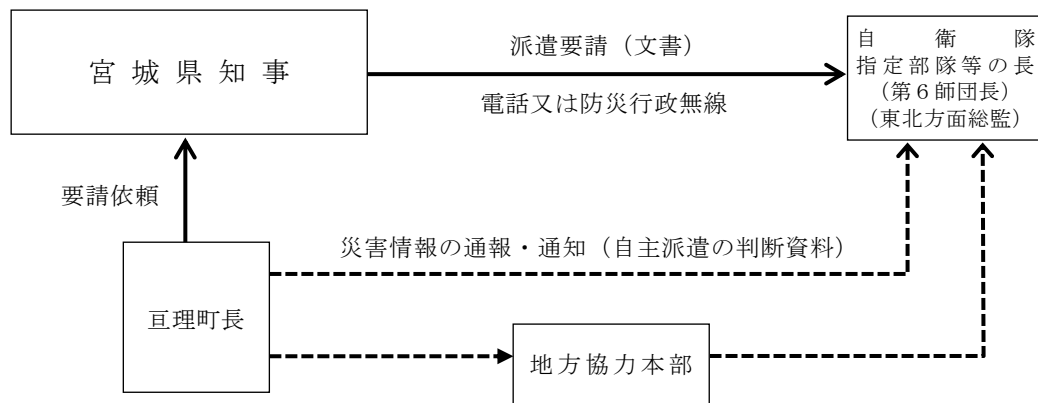 宮城県知事
派遣要請（文書）
電話又は防災行政無線
自衛隊
指定部隊等の長
（第６師団長）
（東北方面総監）
要請依頼
災害情報の通報・通知（自主派遣の判断資料）
亘理町長
地方協力本部